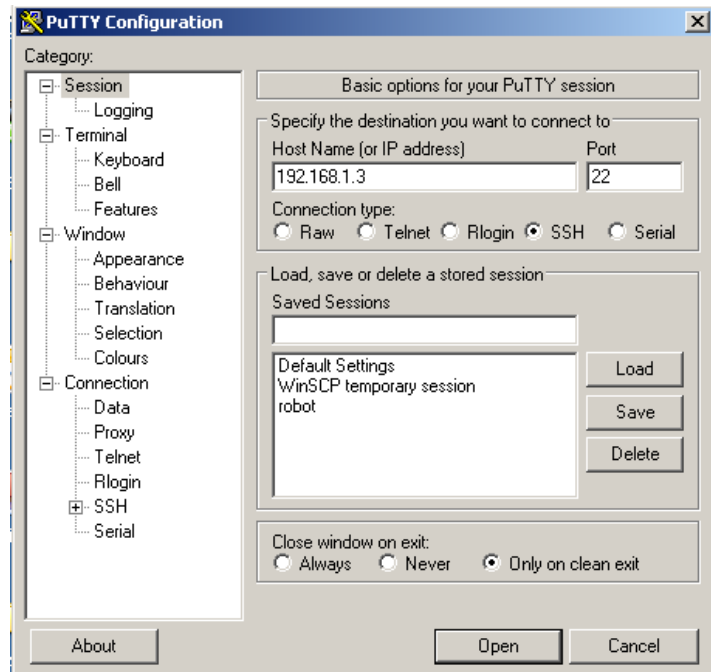 PuTTY Configuration
Category:
Session
Logging
Terminal
Keyboard
Bell
Features
Window
Appearance
Behaviour
Translation
Selection
Colours
Connection
Data
Proxy
Telnet
Rlogin
SSH
Serial
Basic options for your PuTTY session
Specify the destination you want to connect to
Host Name (or IP address) Port
192.168.1.3 22
Connection type:
Raw Telnet Rlogin SSH Serial
Load, save or delete a stored session
Saved Sessions
Default Settings
WinSCP temporary session
robot
Load
Save
Delete
Close window on exit:
Always Never Only on clean exit
About Open Cancel